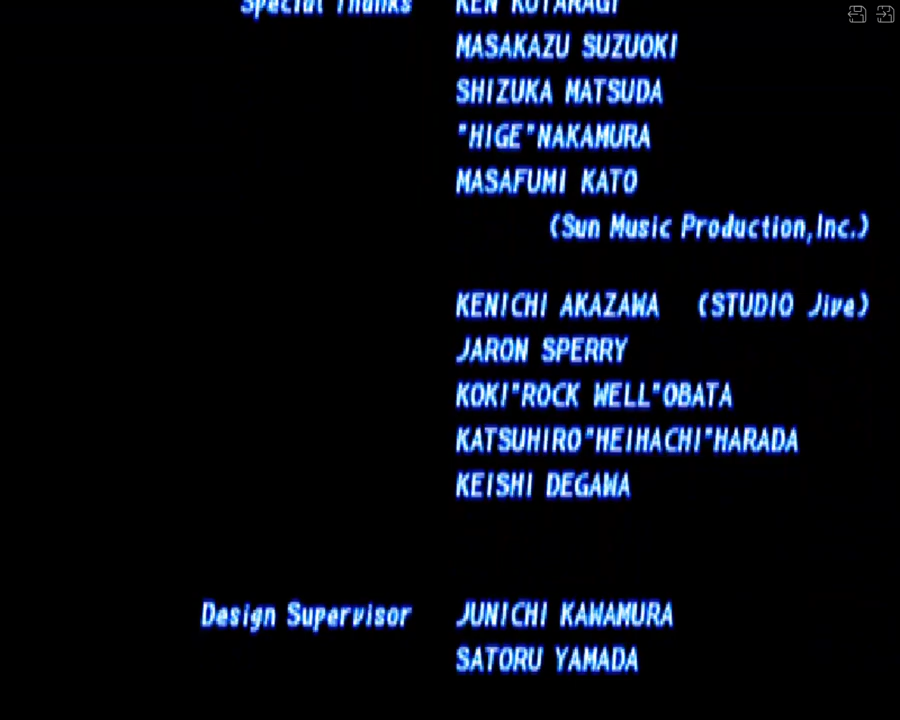 Special Thanks KEN KUTARAGI
MASAKAZU SUZUOKI
SHIZUKA MATSUDA
"HIGE"NAKAMURA
MASAFUMI KATO
(Sun Music Production,Inc.)
KENICHI AKAZAWA (STUDIO Jive)
JARON SPERRY
KOKI"ROCK WELL"OBATA
KATSUHIRO"HEIHACHI"HARADA
KEISHI DEGAWA
Design Supervisor JUNICHI KAWAMURA
SATORU YAMADA